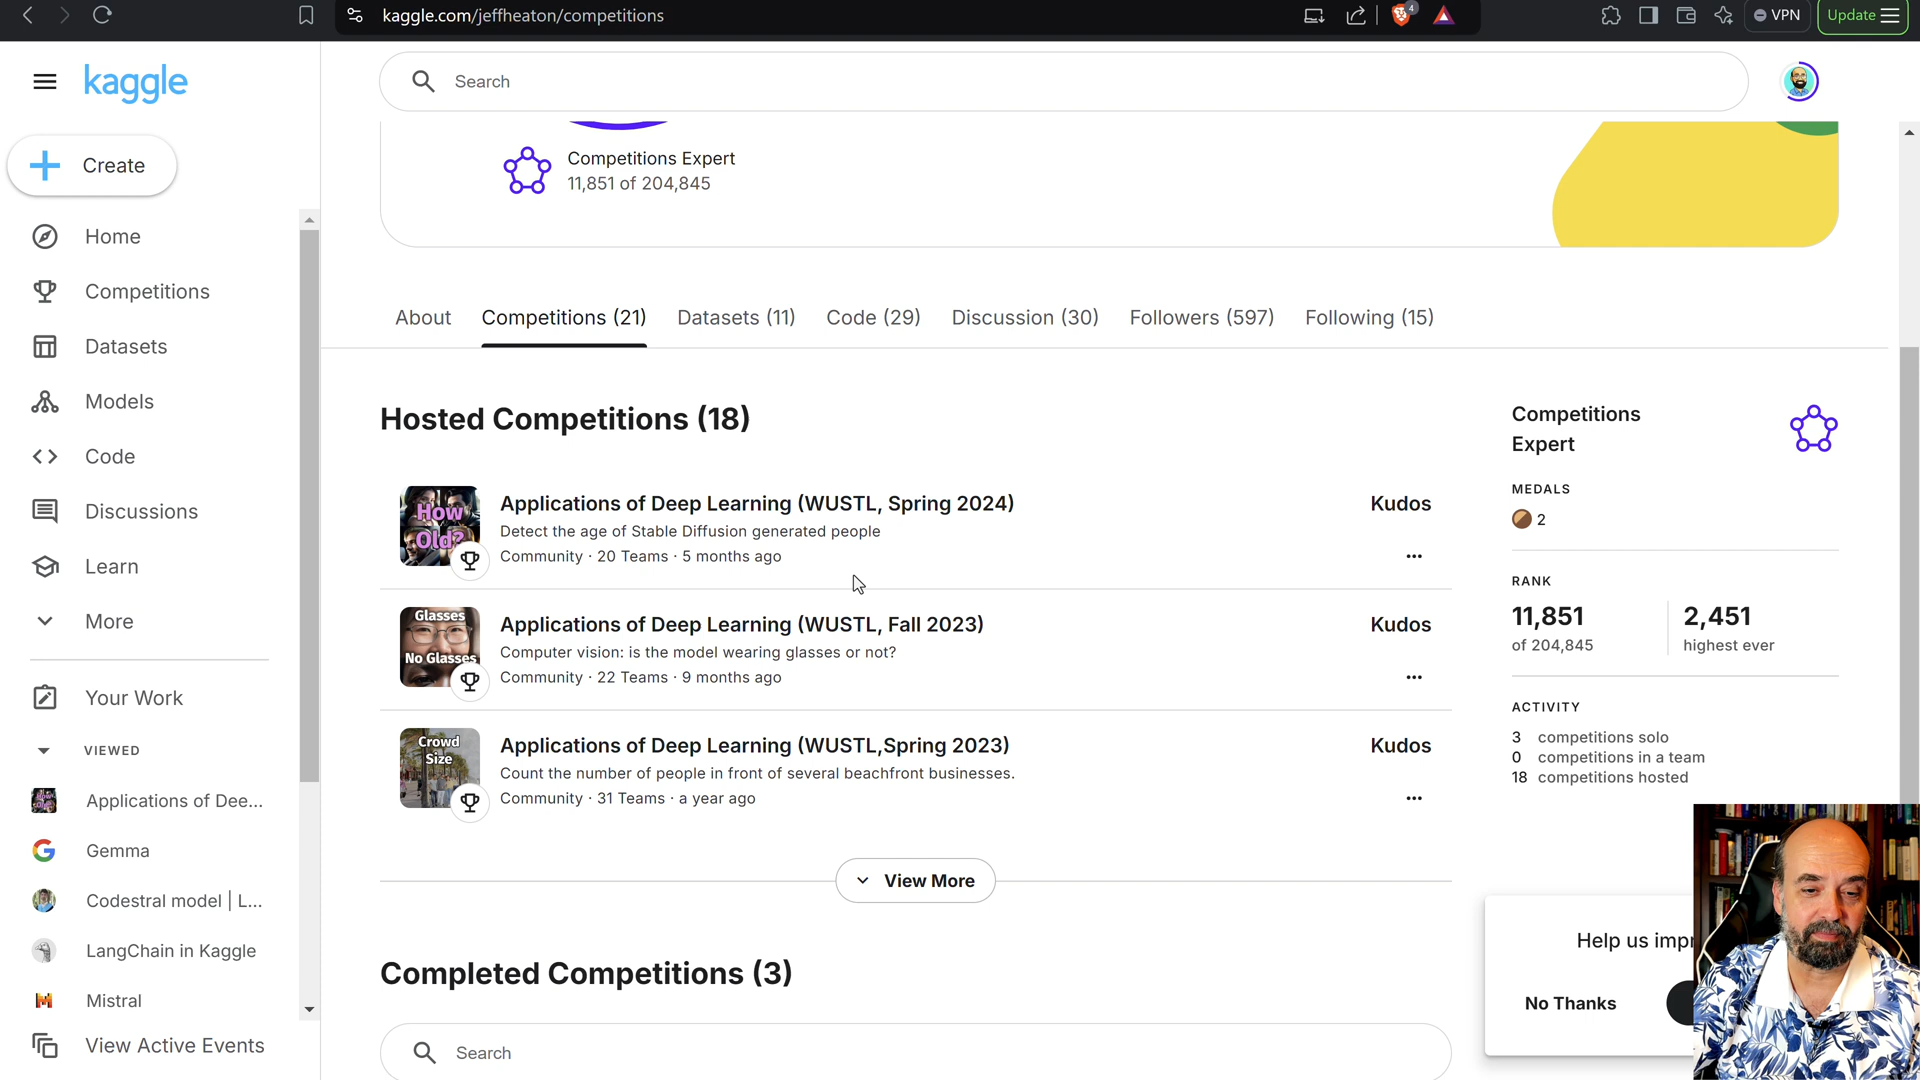 kaggle.com/jeffheaton/competitions
4
VPN
Update
kaggle
Search
Create
Competitions Expert
11,851 of 204,845
Home
Competitions
Datasets
Models
Code
Discussions
Learn
More
Your Work
VIEWED
Applications of Dee...
Gemma
Codestral model | L...
LangChain in Kaggle
Mistral
View Active Events
About
Competitions (21)
Datasets (11)
Code (29)
Discussion (30)
Followers (597)
Following (15)
Hosted Competitions (18)
How
Old?
Applications of Deep Learning (WUSTL, Spring 2024)
Kudos
Detect the age of Stable Diffusion generated people
Community · 20 Teams · 5 months ago
Glasses
No Glasses
Applications of Deep Learning (WUSTL, Fall 2023)
Kudos
Computer vision: is the model wearing glasses or not?
Community · 22 Teams · 9 months ago
Crowd
Size
Applications of Deep Learning (WUSTL,Spring 2023)
Kudos
Count the number of people in front of several beachfront businesses.
Community · 31 Teams · a year ago
View More
Completed Competitions (3)
Search
Competitions
Expert
MEDALS
2
RANK
11,851
of 204,845
2,451
highest ever
ACTIVITY
3 competitions solo
0 competitions in a team
18 competitions hosted
Help us impr
No Thanks